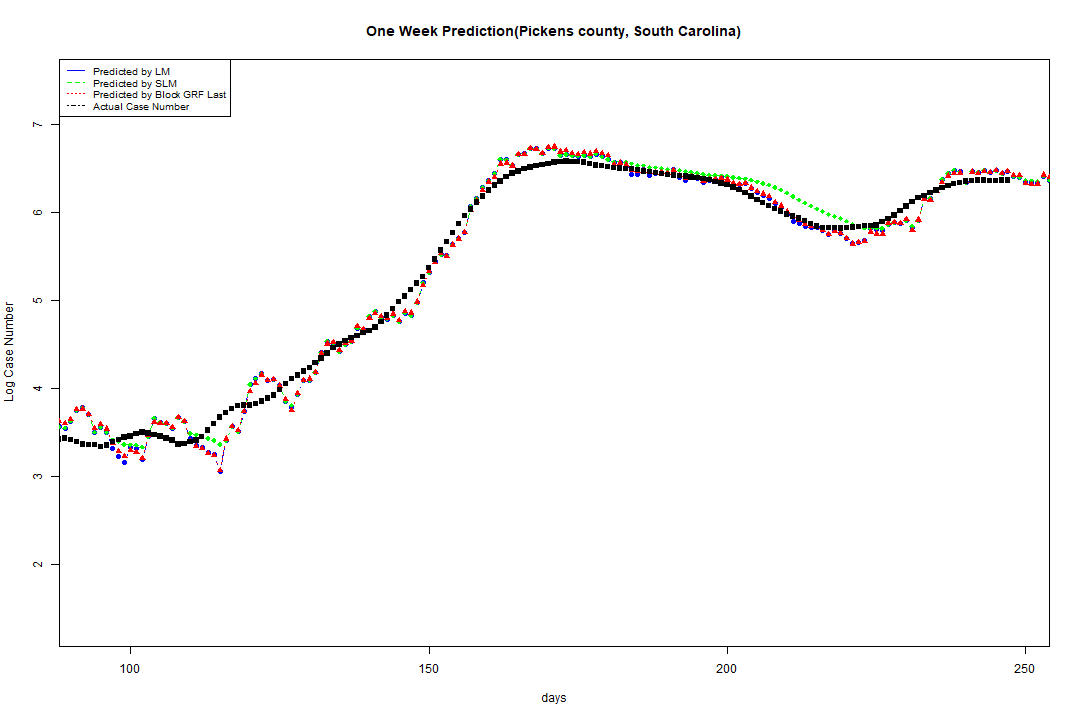 One Week Prediction(Pickens county, South Carolina)
Predicted by LM
Predicted by SLM
Predicted by Block GRF Last
Actual Case Number
7
6
5
4
3
2
Log Case Number
100 150 200 250
days